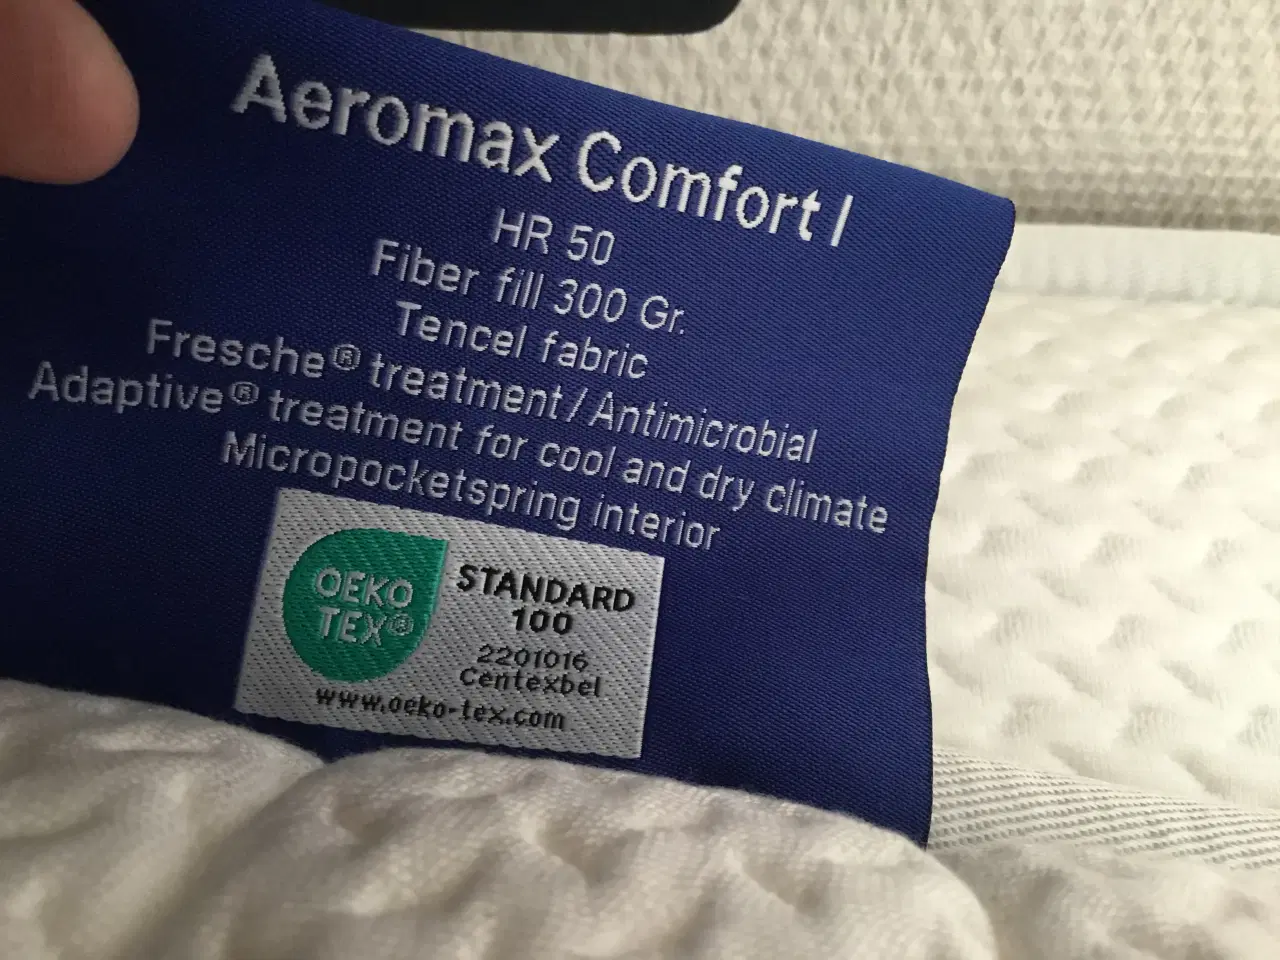 Aeromax Comfort I
HR 50
Fiber fill 300 Gr.
Tencel fabric
Fresche® treatment / Antimicrobial
Adaptive® treatment for cool and dry climate
Micropocketspring interior
OEKO
TEX®
STANDARD
100
2201016
Centexbel
www.oeko-tex.com